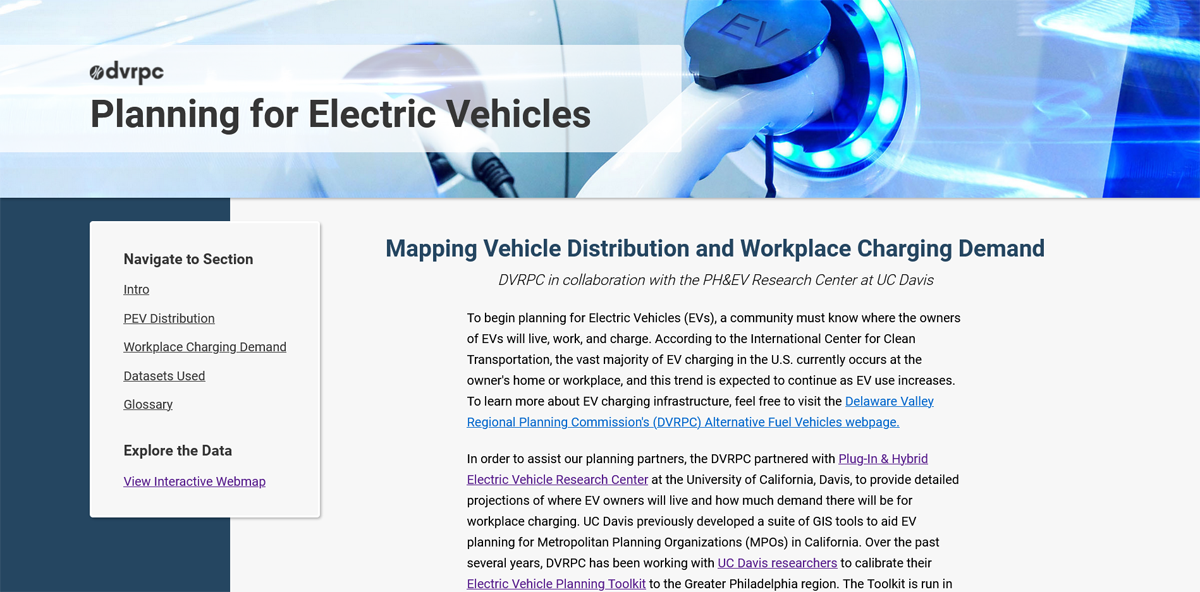 EV
dvrpc
Planning for Electric Vehicles
Navigate to Section
Intro
PEV Distribution
Workplace Charging Demand
Datasets Used
Glossary
Explore the Data
View Interactive Webmap
Mapping Vehicle Distribution and Workplace Charging Demand
DVRPC in collaboration with the PH&EV Research Center at UC Davis
To begin planning for Electric Vehicles (EVs), a community must know where the owners
of EVs will live, work, and charge. According to the International Center for Clean
Transportation, the vast majority of EV charging in the U.S. currently occurs at the
owner's home or workplace, and this trend is expected to continue as EV use increases.
To learn more about EV charging infrastructure, feel free to visit the Delaware Valley
Regional Planning Commission's (DVRPC) Alternative Fuel Vehicles webpage.
In order to assist our planning partners, the DVRPC partnered with Plug-In & Hybrid
Electric Vehicle Research Center at the University of California, Davis, to provide detailed
projections of where EV owners will live and how much demand there will be for
workplace charging. UC Davis previously developed a suite of GIS tools to aid EV
planning for Metropolitan Planning Organizations (MPOs) in California. Over the past
several years, DVRPC has been working with UC Davis researchers to calibrate their
Electric Vehicle Planning Toolkit to the Greater Philadelphia region. The Toolkit is run in